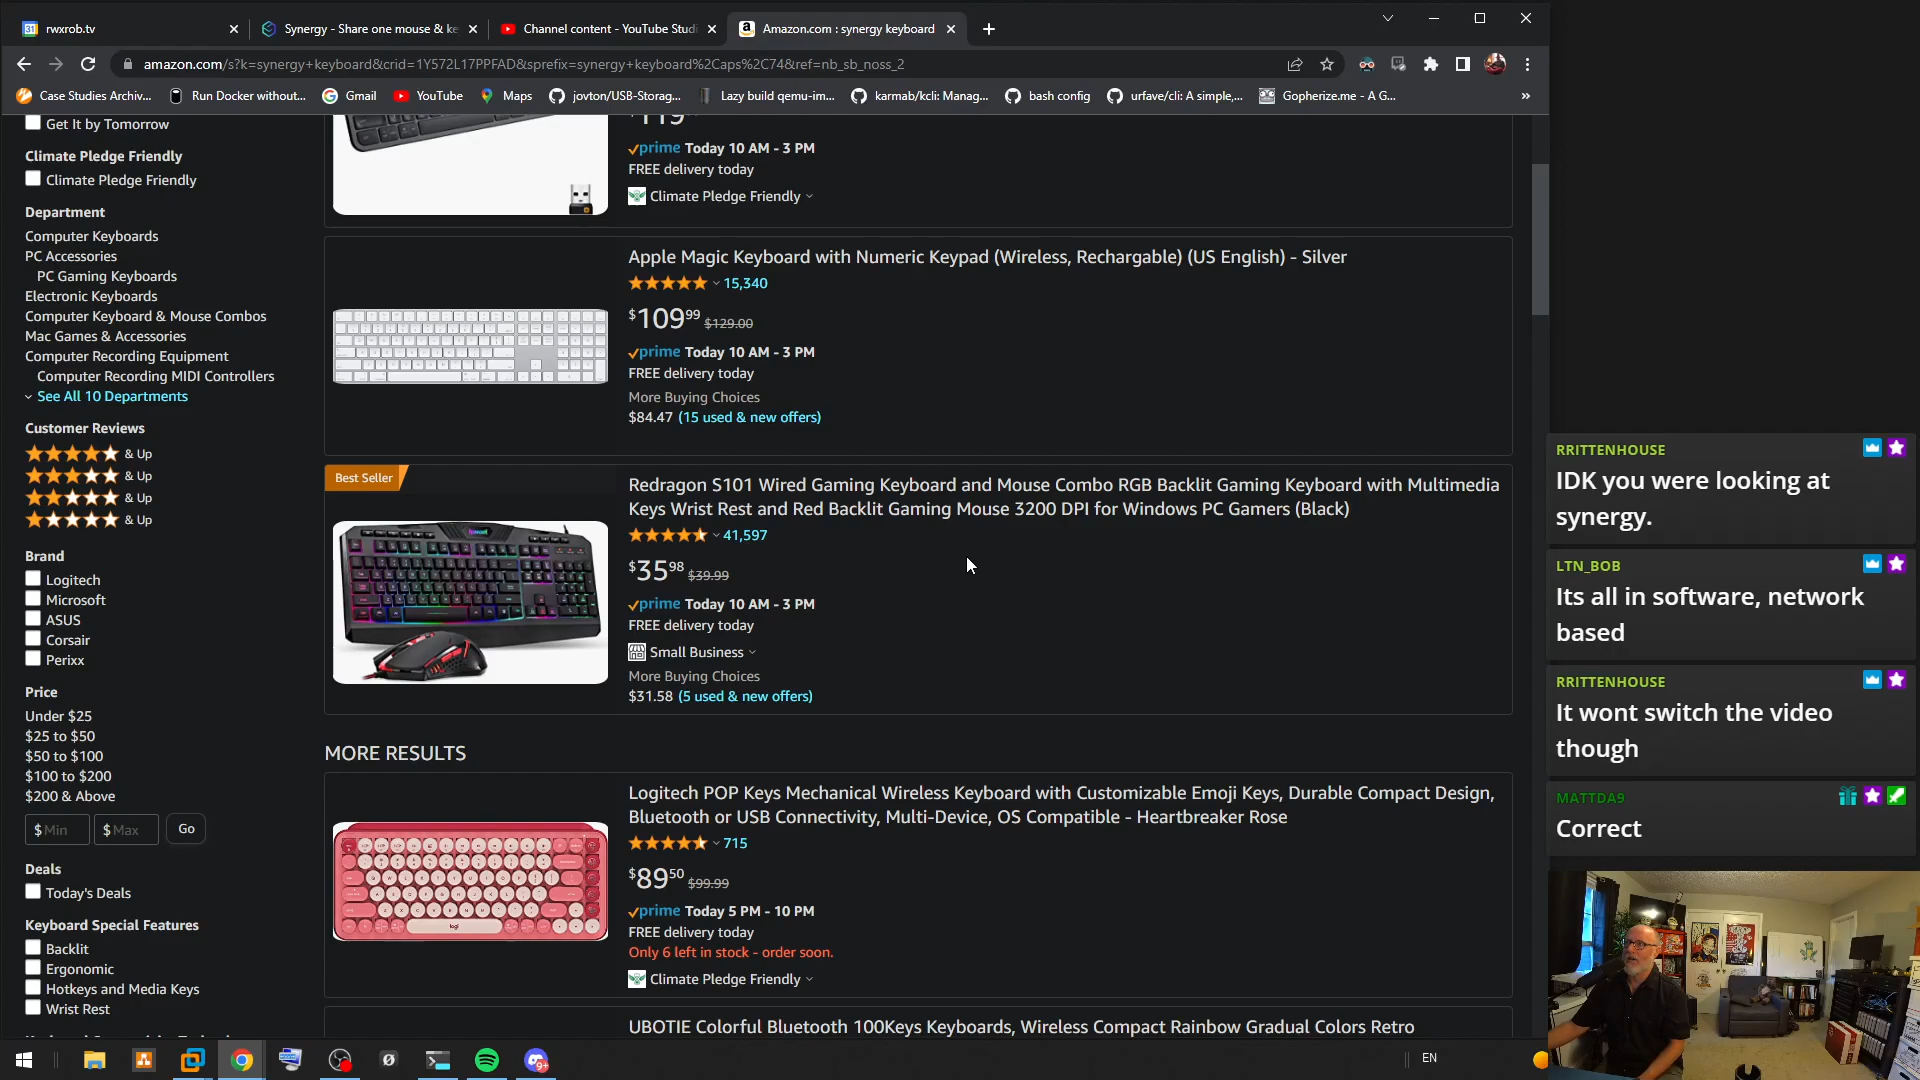 rwxrob.tv
Synergy - Share one mouse & ke
Channel content - YouTube Studi
Amazon.com : synergy keyboard
amazon.com/s?k=synergy+keyboard&crid=1Y572L17PPFAD&sprefix=synergy+keyboard%2Caps%2C74&ref=nb_sb_noss_2
Case Studies Archiv...
Run Docker without...
Gmail
YouTube
Maps
jovton/USB-Storag...
Lazy build qemu-im...
karmab/kcli: Manag...
bash config
urfave/cli: A simple,...
Gopherize.me - A G...
Get It by Tomorrow
Climate Pledge Friendly
Climate Pledge Friendly
Department
Computer Keyboards
PC Accessories
PC Gaming Keyboards
Electronic Keyboards
Computer Keyboard & Mouse Combos
Mac Games & Accessories
Computer Recording Equipment
Computer Recording MIDI Controllers
See All 10 Departments
Customer Reviews
& Up
& Up
& Up
& Up
Brand
Logitech
Microsoft
ASUS
Corsair
Perixx
Price
Under $25
$25 to $50
$50 to $100
$100 to $200
$200 & Above
$ Min
$ Max
Go
Deals
Today's Deals
Keyboard Special Features
Backlit
Ergonomic
Hotkeys and Media Keys
Wrist Rest
prime Today 10 AM - 3 PM
FREE delivery today
Climate Pledge Friendly
Apple Magic Keyboard with Numeric Keypad (Wireless, Rechargable) (US English) - Silver
15,340
$109 99 $129.00
prime Today 10 AM - 3 PM
FREE delivery today
More Buying Choices
$84.47 (15 used & new offers)
Best Seller
Redragon S101 Wired Gaming Keyboard and Mouse Combo RGB Backlit Gaming Keyboard with Multimedia
Keys Wrist Rest and Red Backlit Gaming Mouse 3200 DPI for Windows PC Gamers (Black)
41,597
$35 98 $39.99
prime Today 10 AM - 3 PM
FREE delivery today
Small Business
More Buying Choices
$31.58 (5 used & new offers)
MORE RESULTS
Logitech POP Keys Mechanical Wireless Keyboard with Customizable Emoji Keys, Durable Compact Design,
Bluetooth or USB Connectivity, Multi-Device, OS Compatible - Heartbreaker Rose
715
$89 50 $99.99
prime Today 5 PM - 10 PM
FREE delivery today
Only 6 left in stock - order soon.
Climate Pledge Friendly
logi
UBOTIE Colorful Bluetooth 100Keys Keyboards, Wireless Compact Rainbow Gradual Colors Retro
RRITTENHOUSE
IDK you were looking at
synergy.
LTN_BOB
Its all in software, network
based
RRITTENHOUSE
It wont switch the video
though
MATTDA9
Correct
EN